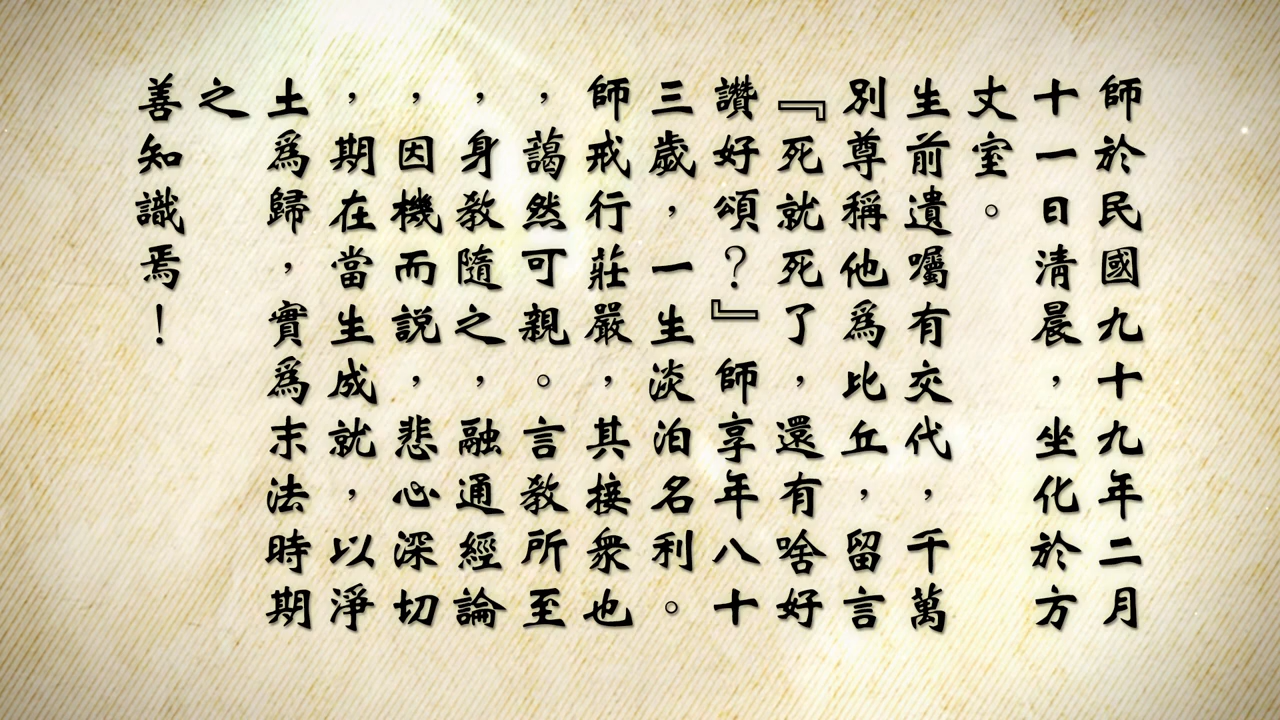 師於民國九十九年二月
十一日清晨，坐化於方
丈室。
生前遺囑有交代，千萬
別尊稱他為比丘，留言
『死就死了，還有啥好
讚好頌？』師享年八十
三歲，一生淡泊名利。
師戒行莊嚴，其接衆也
，藹然可親。言教所至
，身教隨之，融通經論
，因機而説，悲心深切
，期在當生成就，以淨
土為歸，實為末法時期
之
善知識焉！